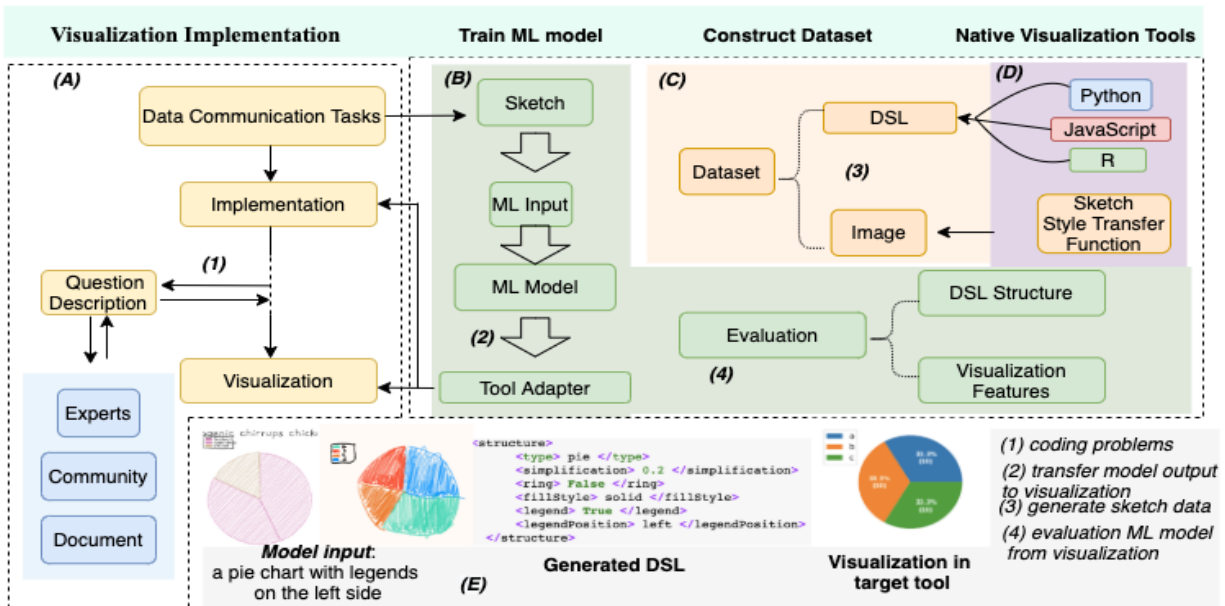 Visualization Implementation
Train ML model
Construct Dataset
Native Visualization Tools
(A)
Data Communication Tasks
Implementation
(1)
Question
Description
Visualization
Experts
Community
Document
(B)
Sketch
ML Input
ML Model
(2)
Tool Adapter
(C)
Dataset
DSL
(3)
Image
(D)
Python
JavaScript
R
Sketch
Style Transfer
Function
Evaluation
(4)
DSL Structure
Visualization
Features
chirrups
<structure>
<type> pie </type>
<simplification> 0.2 </simplification>
<ring> False </ring>
<fillStyle> solid </fillStyle>
<legend> True </legend>
<legendPosition> left </legendPosition>
</structure>
a
b
c
Model input:
a pie chart with legends
on the left side
(E)
Generated DSL
Visualization in
target tool
(1) coding problems
(2) transfer model output
to visualization
(3) generate sketch data
(4) evaluation ML model
from visualization